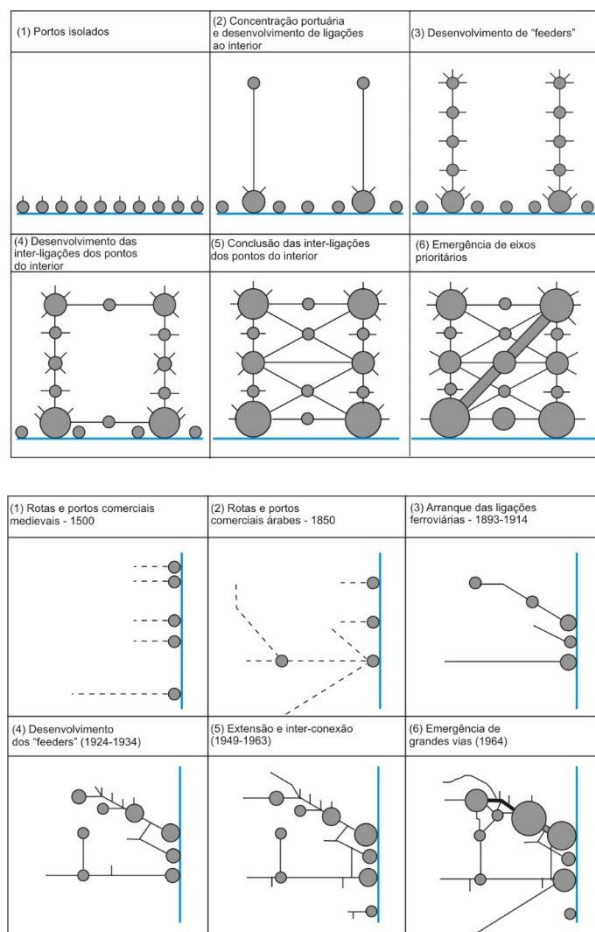 (1) Portos isolados
(2) Concentração portuária
e desenvolvimento de ligações
ao interior
(3) Desenvolvimento de “feeders”
(4) Desenvolvimento das
inter-ligações dos pontos
do interior
(5) Conclusão das inter-ligações
dos pontos do interior
(6) Emergência de eixos
prioritários
(1) Rotas e portos comerciais
medievais - 1500
(2) Rotas e portos
comerciais árabes - 1850
(3) Arranque das ligações
ferroviárias - 1893-1914
(4) Desenvolvimento
dos “feeders” (1924-1934)
(5) Extensão e inter-conexão
(1949-1963)
(6) Emergência de
grandes vias (1964)